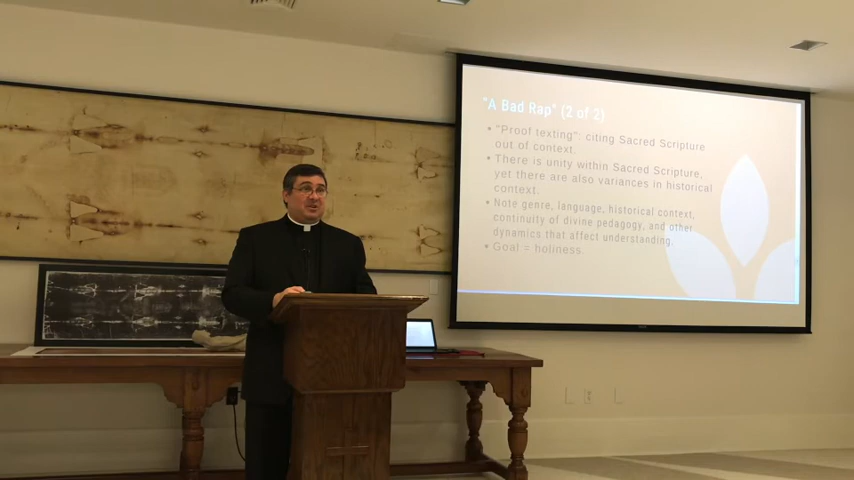 "A Bad Rap" (2 of 2)
• "Proof texting": citing Sacred Scripture
out of context.
• There is unity within Sacred Scripture,
yet there are also variances in historical
context.
• Note genre, language, historical context,
continuity of divine pedagogy, and other
dynamics that affect understanding.
• Goal = holiness.